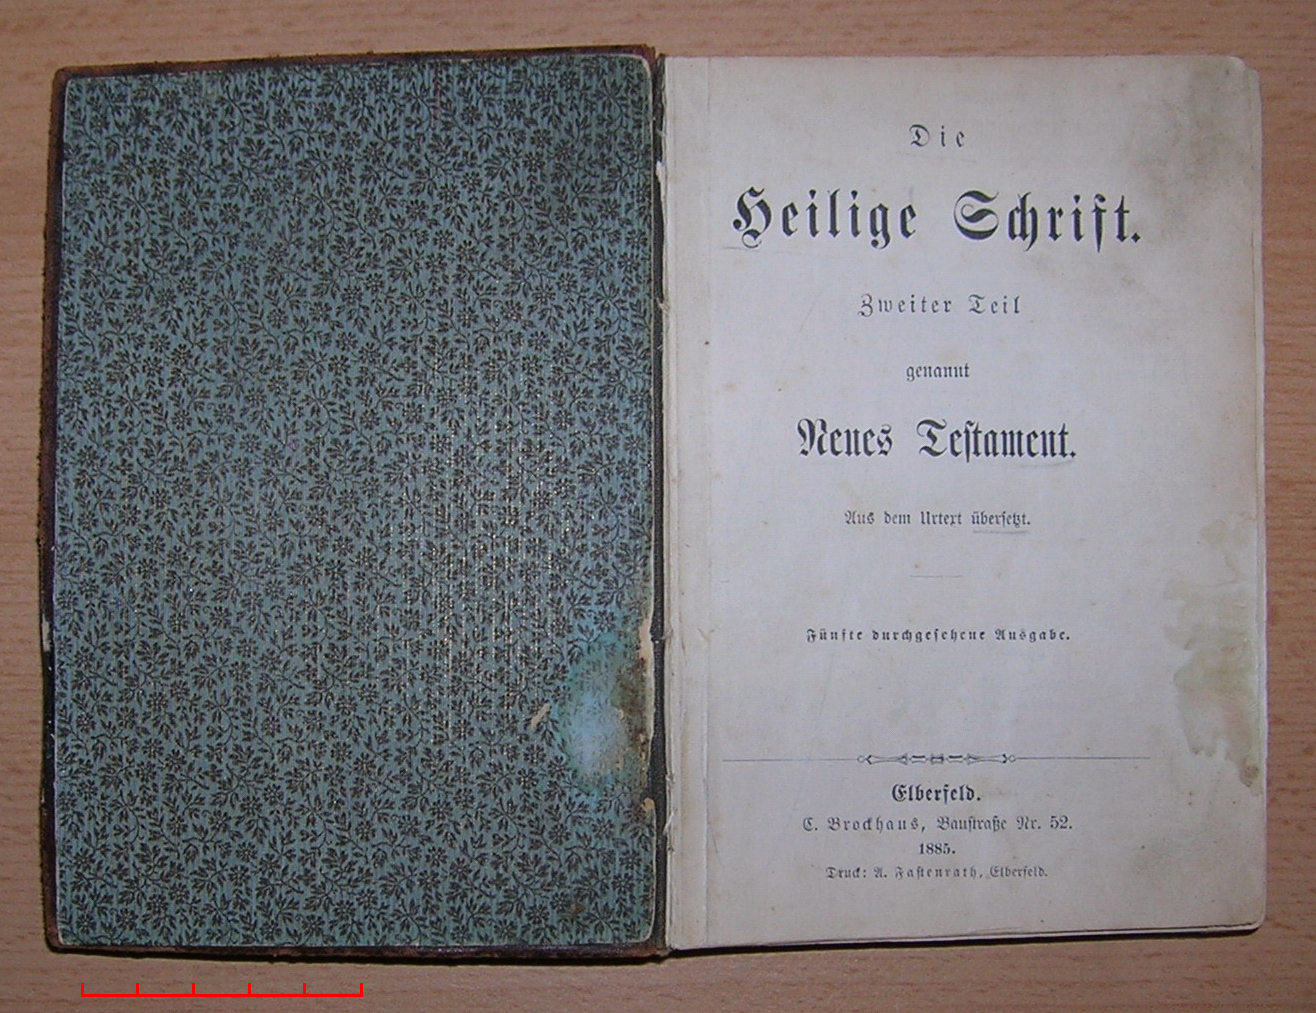 Die
Heilige Schrift.
Zweiter Teil
genannt
Neues Testament.
Aus dem Urtext übersetzt.
Fünfte durchgesehene Ausgabe.
Elberfeld.
C. Brockhaus, Baustraße Nr. 52.
1885.
Druck: A. Fastenrath, Elberfeld.